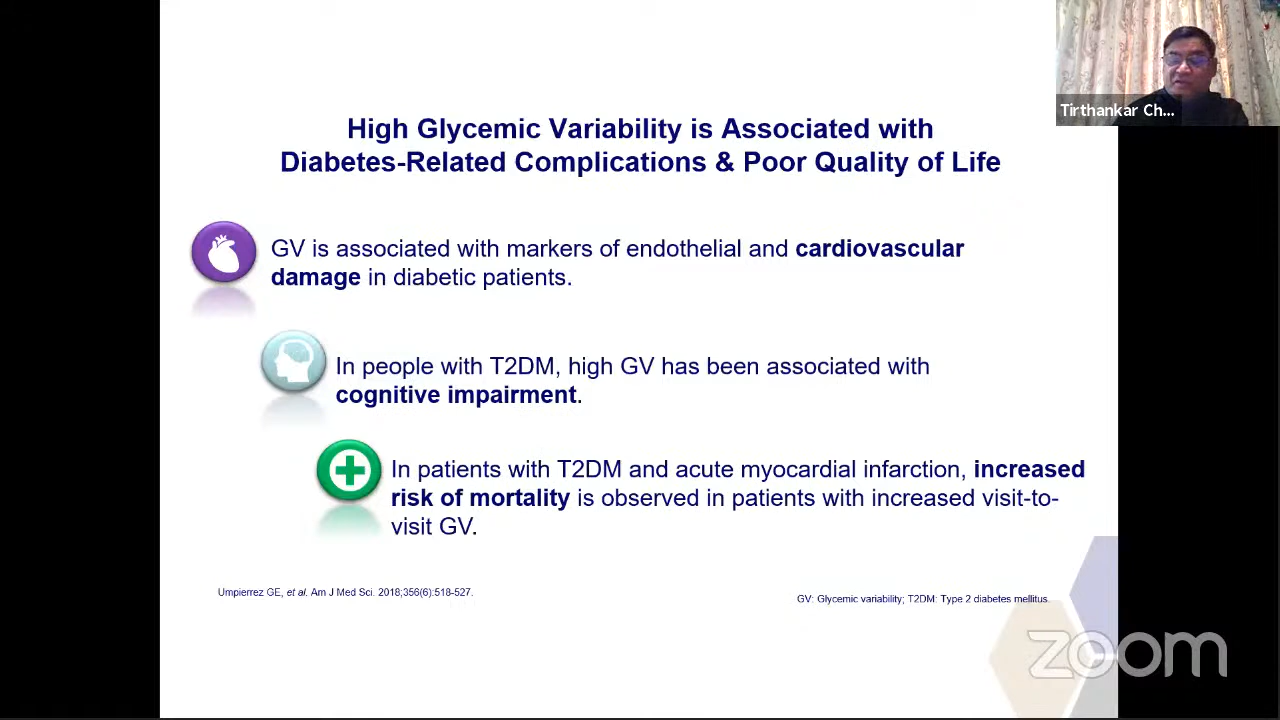 Tirthankar Ch...
High Glycemic Variability is Associated with
Diabetes-Related Complications & Poor Quality of Life
GV is associated with markers of endothelial and cardiovascular
damage in diabetic patients.
In people with T2DM, high GV has been associated with
cognitive impairment.
In patients with T2DM and acute myocardial infarction, increased
risk of mortality is observed in patients with increased visit-to-
visit GV.
Umpierrez GE, et al. Am J Med Sci. 2018;356(6):518-527.
GV: Glycemic variability; T2DM: Type 2 diabetes mellitus.
zoom